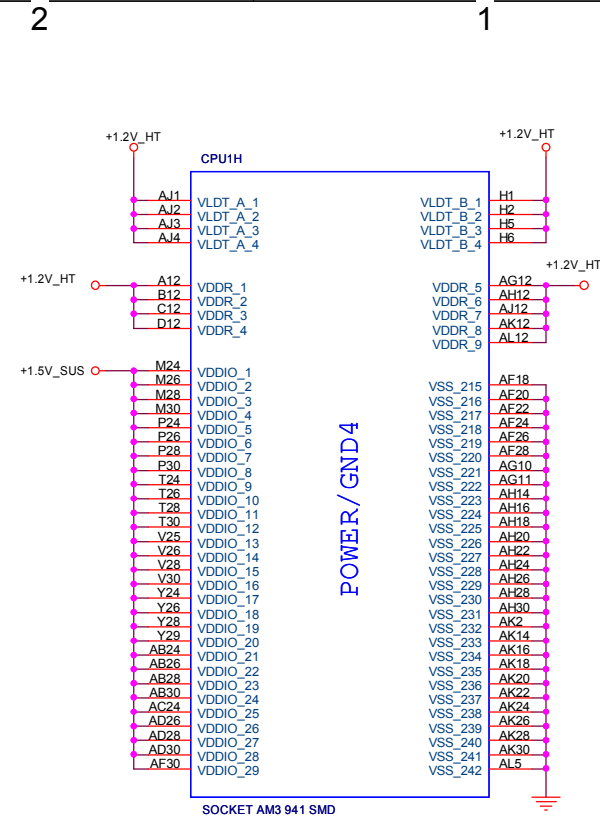 2 1
+1.2V_HT +1.2V_HT
CPU1H
AJ1 VLDT_A_1 VLDT_B_1 H1
AJ2 VLDT_A_2 VLDT_B_2 H2
AJ3 VLDT_A_3 VLDT_B_3 H5
AJ4 VLDT_A_4 VLDT_B_4 H6
+1.2V_HT +1.2V_HT
A12 VDDR_1 VDDR_5 AG12
B12 VDDR_2 VDDR_6 AH12
C12 VDDR_3 VDDR_7 AJ12
D12 VDDR_4 VDDR_8 AK12
VDDR_9 AL12
+1.5V_SUS
M24 VDDIO_1
M26 VDDIO_2 VSS_215 AF18
M28 VDDIO_3 VSS_216 AF20
M30 VDDIO_4 VSS_217 AF22
P24 VDDIO_5 VSS_218 AF24
P26 VDDIO_6 VSS_219 AF26
P28 VDDIO_7 VSS_220 AF28
P30 VDDIO_8 VSS_221 AG10
T24 VDDIO_9 VSS_222 AG11
T26 VDDIO_10 VSS_223 AH14
T28 VDDIO_11 VSS_224 AH16
T30 VDDIO_12 VSS_225 AH18
V25 VDDIO_13 VSS_226 AH20
V26 VDDIO_14 VSS_227 AH22
V28 VDDIO_15 VSS_228 AH24
V30 VDDIO_16 VSS_229 AH26
Y24 VDDIO_17 VSS_230 AH28
Y26 VDDIO_18 VSS_231 AH30
Y28 VDDIO_19 VSS_232 AK2
Y29 VDDIO_20 VSS_233 AK14
AB24 VDDIO_21 VSS_234 AK16
AB26 VDDIO_22 VSS_235 AK18
AB28 VDDIO_23 VSS_236 AK20
AB30 VDDIO_24 VSS_237 AK22
AC24 VDDIO_25 VSS_238 AK24
AD26 VDDIO_26 VSS_239 AK26
AD28 VDDIO_27 VSS_240 AK28
AD30 VDDIO_28 VSS_241 AK30
AF30 VDDIO_29 VSS_242 AL5
POWER/GND4
SOCKET AM3 941 SMD